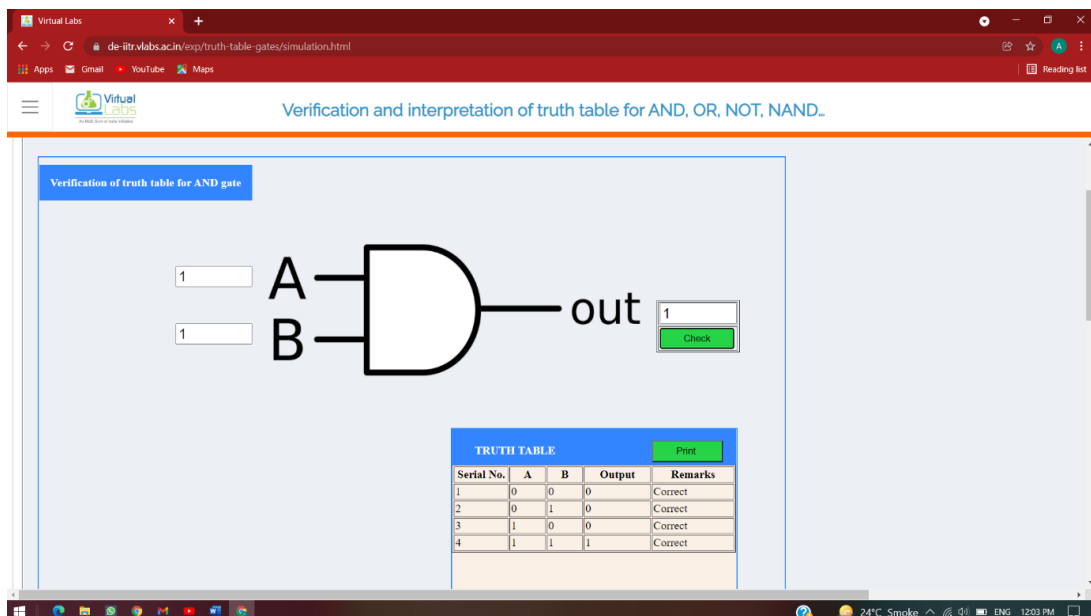 Virtual Labs
de-iitr.vlabs.ac.in/exp/truth-table-gates/simulation.html
A
Apps Gmail YouTube Maps Reading list
Virtual
Labs
Verification and interpretation of truth table for AND, OR, NOT, NAND...
Verification of truth table for AND gate
1 A
1 B
out 1
Check
TRUTH TABLE Print
Serial No. A B Output Remarks
1 0 0 0 Correct
2 0 1 0 Correct
3 1 0 0 Correct
4 1 1 1 Correct
24°C Smoke ENG 12:03 PM